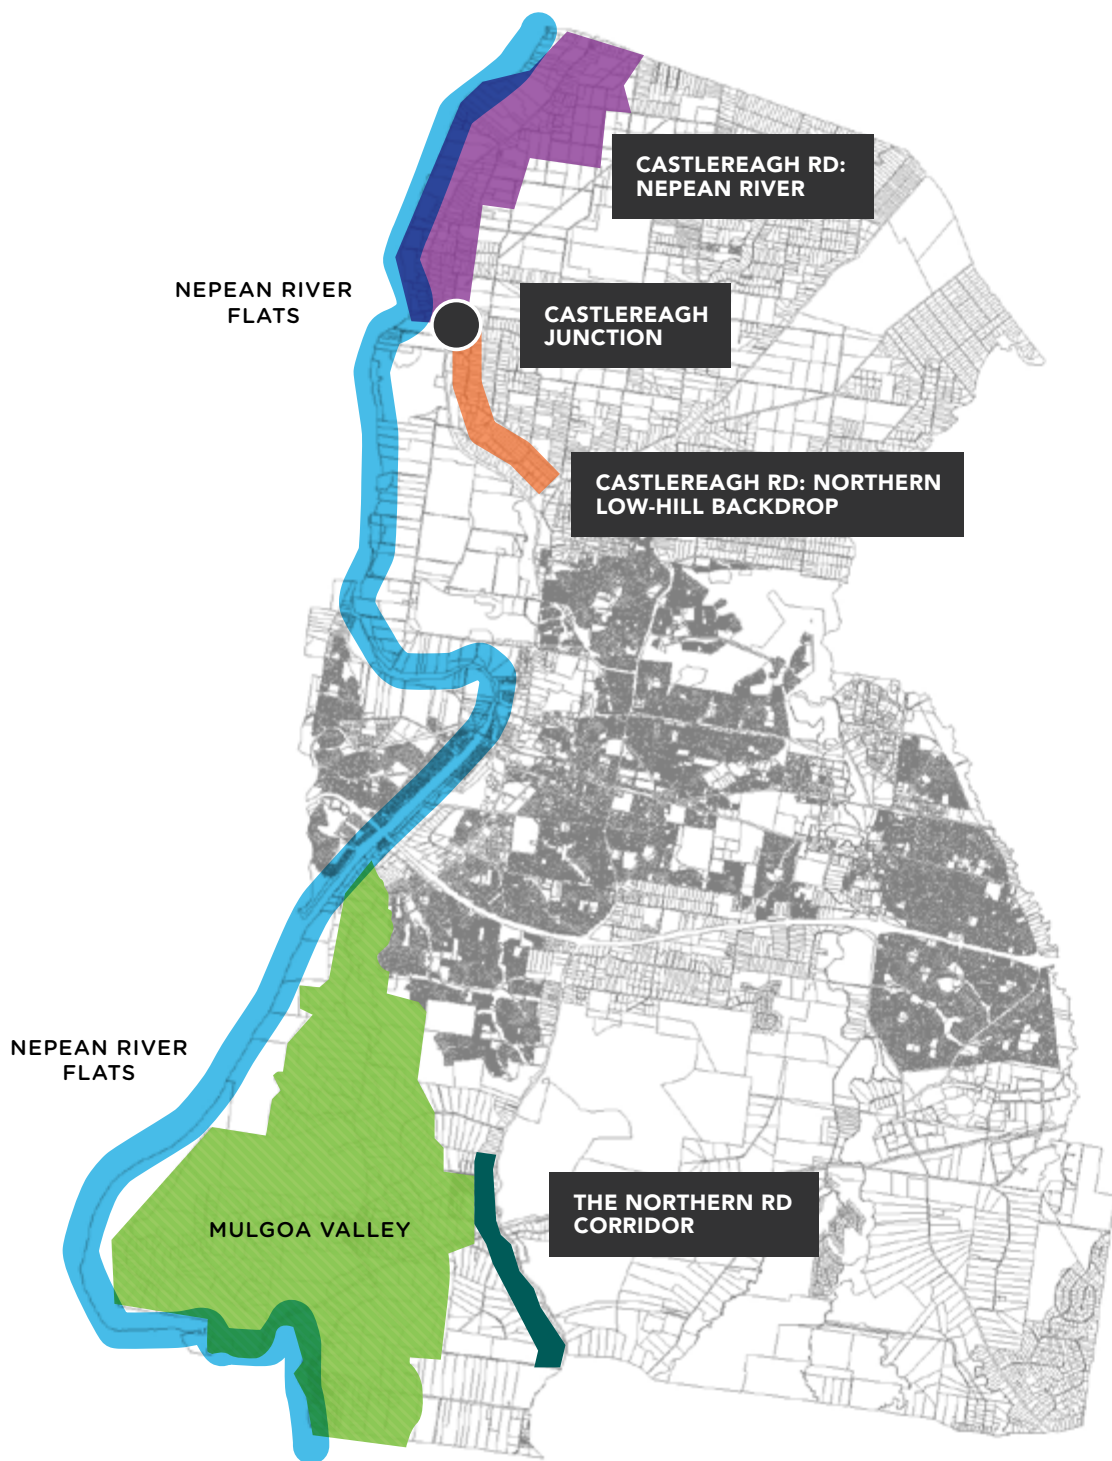 CASTLEREAGH RD:
NEPEAN RIVER
NEPEAN RIVER
FLATS
CASTLEREAGH
JUNCTION
CASTLEREAGH RD: NORTHERN
LOW-HILL BACKDROP
NEPEAN RIVER
FLATS
THE NORTHERN RD
CORRIDOR
MULGOA VALLEY